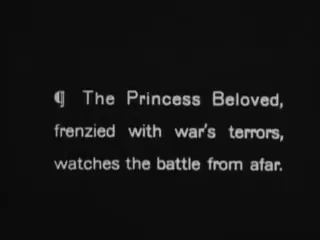 ¶ The Princess Beloved,
frenzied with war's terrors,
watches the battle from afar.